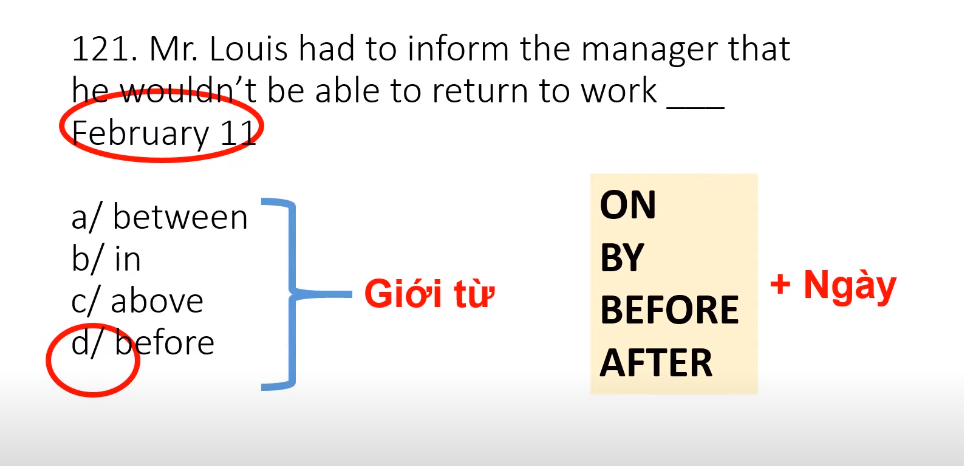 121. Mr. Louis had to inform the manager that
he wouldn't be able to return to work ___
February 11
a/ between
b/ in
c/ above
d/ before
Giới từ
ON
BY
BEFORE
AFTER
+ Ngày